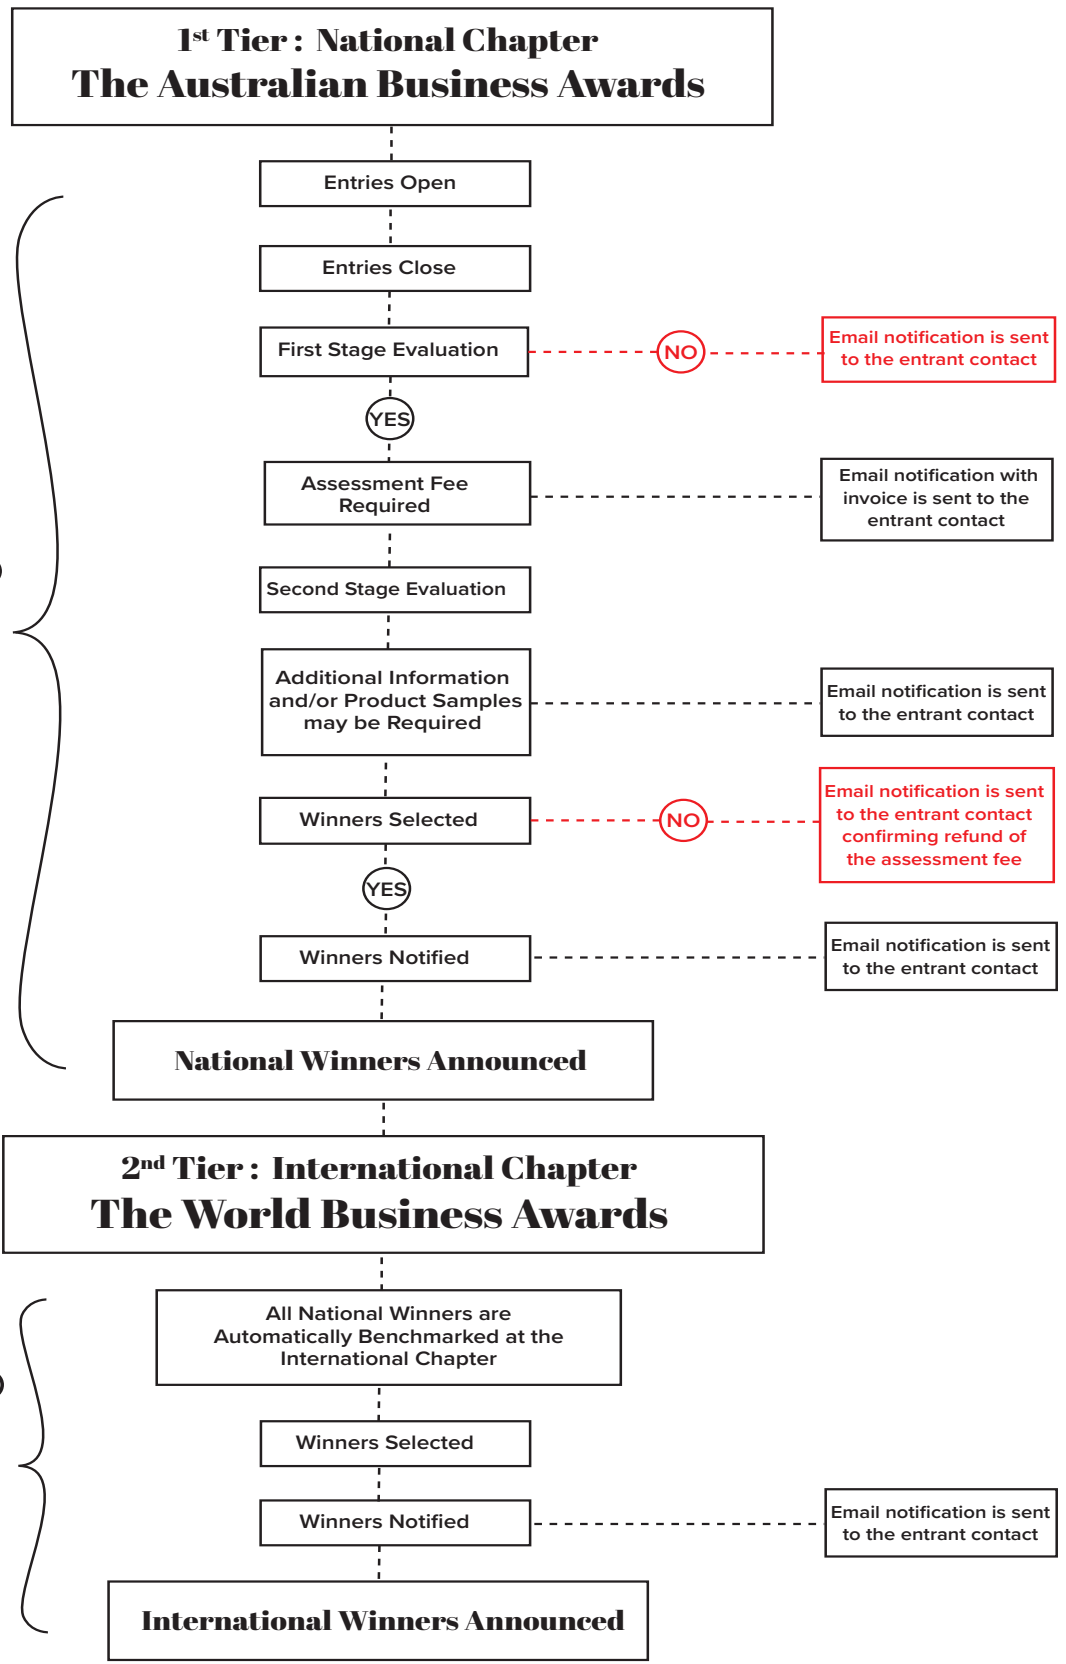 1st Tier : National Chapter
The Australian Business Awards
Entries Open
Entries Close
First Stage Evaluation
NO
Email notification is sent
to the entrant contact
YES
Assessment Fee
Required
Email notification with
invoice is sent to the
entrant contact
Second Stage Evaluation
Additional Information
and/or Product Samples
may be Required
Email notification is sent
to the entrant contact
Winners Selected
NO
Email notification is sent
to the entrant contact
confirming refund of
the assessment fee
YES
Winners Notified
Email notification is sent
to the entrant contact
National Winners Announced
2nd Tier : International Chapter
The World Business Awards
All National Winners are
Automatically Benchmarked at the
International Chapter
Winners Selected
Winners Notified
Email notification is sent
to the entrant contact
International Winners Announced